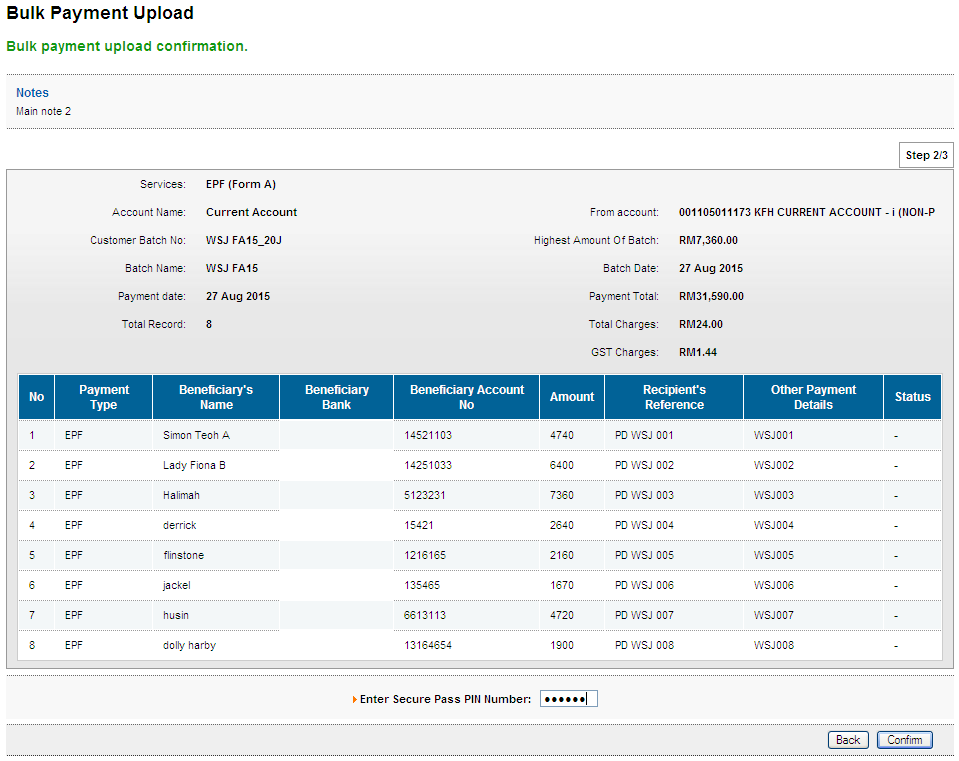 Bulk Payment Upload
Bulk payment upload confirmation.
Notes
Main note 2
Step 2/3
Services: EPF (Form A)
Account Name: Current Account From account: 001105011173 KFH CURRENT ACCOUNT - i (NON-P
Customer Batch No: WSJ FA15_20J Highest Amount Of Batch: RM7,360.00
Batch Name: WSJ FA15 Batch Date: 27 Aug 2015
Payment date: 27 Aug 2015 Payment Total: RM31,590.00
Total Record: 8 Total Charges: RM24.00
GST Charges: RM1.44
No Payment Type Beneficiary's Name Beneficiary Bank Beneficiary Account No Amount Recipient's Reference Other Payment Details Status
1 EPF Simon Teoh A 14521103 4740 PD WSJ 001 WSJ001 -
2 EPF Lady Fiona B 14251033 6400 PD WSJ 002 WSJ002 -
3 EPF Halimah 5123231 7360 PD WSJ 003 WSJ003 -
4 EPF derrick 15421 2640 PD WSJ 004 WSJ004 -
5 EPF flinstone 1216165 2160 PD WSJ 005 WSJ005 -
6 EPF jackel 135465 1670 PD WSJ 006 WSJ006 -
7 EPF husin 6613113 4720 PD WSJ 007 WSJ007 -
8 EPF dolly harby 13164654 1900 PD WSJ 008 WSJ008 -
Enter Secure Pass PIN Number: ••••••
Back Confirm